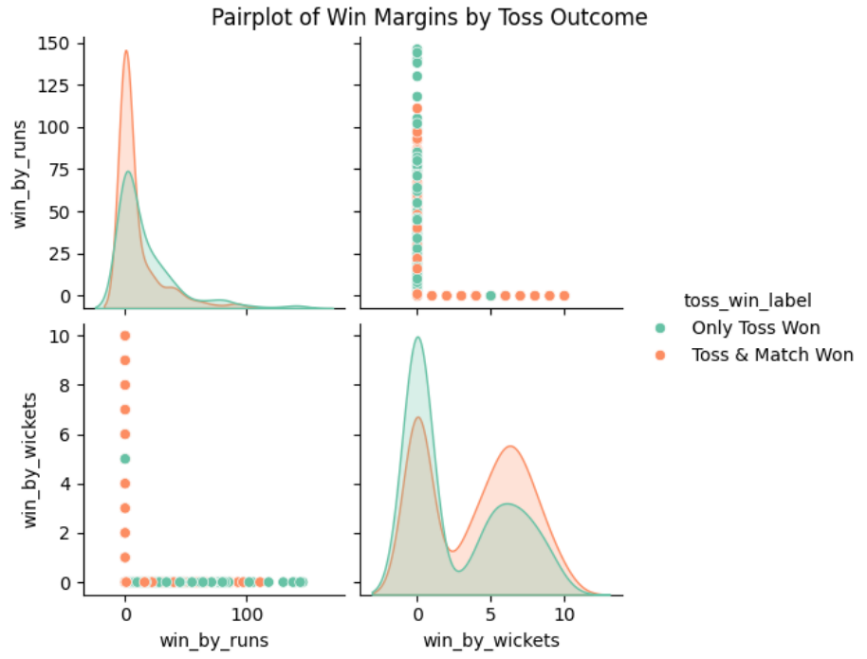 Pairplot of Win Margins by Toss Outcome
150
125
100
75
50
25
0
win_by_runs
10
8
6
4
2
0
win_by_wickets
0
100
win_by_runs
0
5
10
win_by_wickets
toss_win_label
Only Toss Won
Toss & Match Won